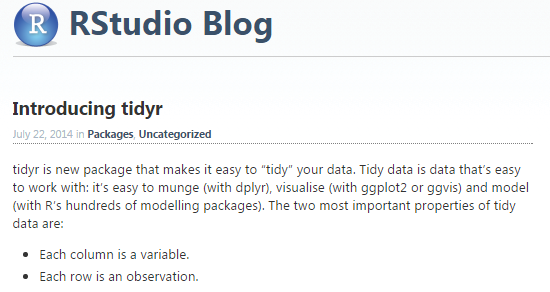 R RStudio Blog
Introducing tidyr
July 22, 2014 in Packages, Uncategorized
tidyr is new package that makes it easy to “tidy” your data. Tidy data is data that’s easy
to work with: it’s easy to munge (with dplyr), visualise (with ggplot2 or ggvis) and model
(with R’s hundreds of modelling packages). The two most important properties of tidy
data are:
• Each column is a variable.
• Each row is an observation.